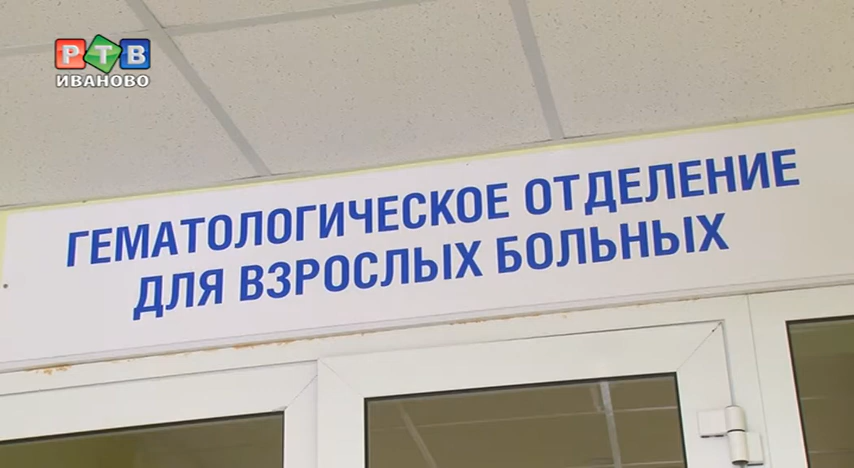 РТВ
ИВАНОВО
ГЕМАТОЛОГИЧЕСКОЕ ОТДЕЛЕНИЕ
ДЛЯ ВЗРОСЛЫХ БОЛЬНЫХ